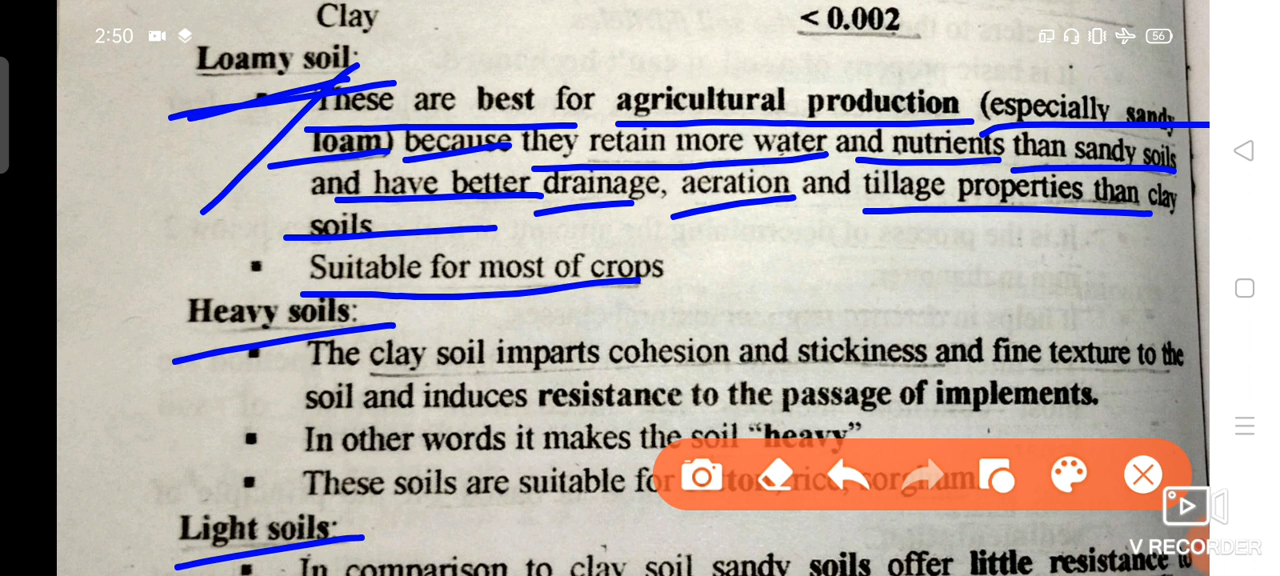 Clay < 0.002
2:50 56
Loamy soil:
These are best for agricultural production (especially sandy
loam) because they retain more water and nutrients than sandy soils
and have better drainage, aeration and tillage properties than clay
soils
Suitable for most of crops
Heavy soils:
The clay soil imparts cohesion and stickiness and fine texture to the
soil and induces resistance to the passage of implements.
In other words it makes the soil "heavy"
These soils are suitable for cotton, rice, sorghum
V RECORDER
Light soils:
In comparison to clay soil sandy soils offer little resistance to